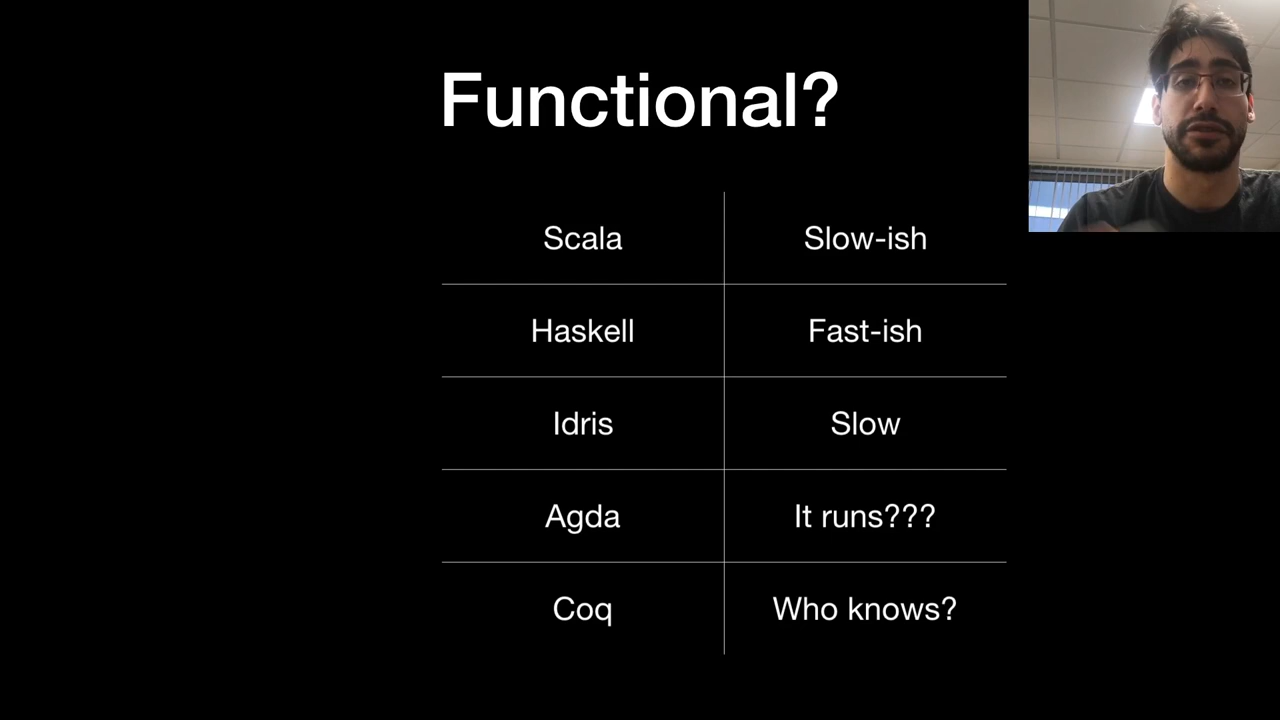 Functional?
Scala Slow-ish
Haskell Fast-ish
Idris Slow
Agda It runs???
Coq Who knows?